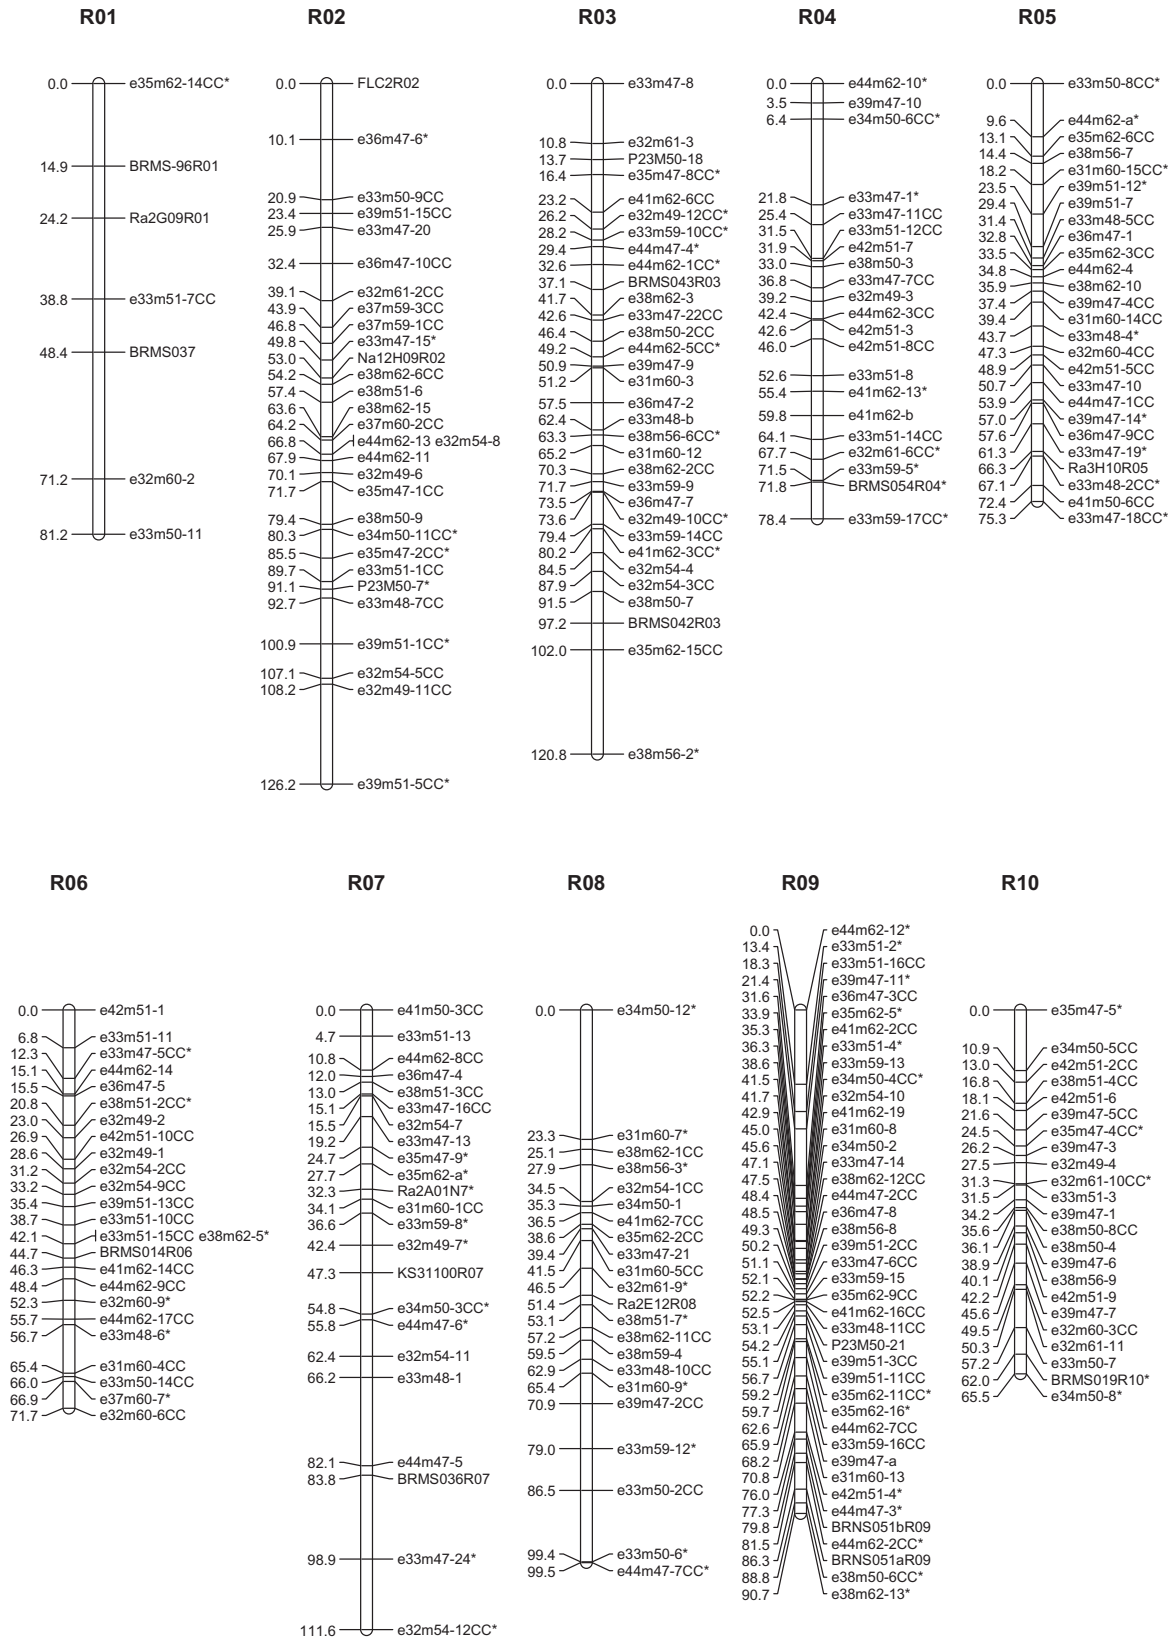 R01
0.0 e35m62-14CC*
14.9 BRMS-96R01
24.2 Ra2G09R01
38.8 e33m51-7CC
48.4 BRMS037
71.2 e32m60-2
81.2 e33m50-11
R02
0.0 FLC2R02
10.1 e36m47-6*
20.9 e33m50-9CC
23.4 e39m51-15CC
25.9 e33m47-20
32.4 e36m47-10CC
39.1 e32m61-2CC
43.9 e37m59-3CC
46.8 e37m59-1CC
49.8 e33m47-15*
53.0 Na12H09R02
54.2 e38m62-6CC
57.4 e38m51-6
63.6 e38m62-15
64.2 e37m60-2CC
66.8 e44m62-13 e32m54-8
67.9 e44m62-11
70.1 e32m49-6
71.7 e35m47-1CC
79.4 e38m50-9
80.3 e34m50-11CC*
85.5 e35m47-2CC*
89.7 e33m51-1CC
91.1 P23M50-7*
92.7 e33m48-7CC
100.9 e39m51-1CC*
107.1 e32m54-5CC
108.2 e32m49-11CC
126.2 e39m51-5CC*
R03
0.0 e33m47-8
10.8 e32m61-3
13.7 P23M50-18
16.4 e35m47-8CC*
23.2 e41m62-6CC
26.2 e32m49-12CC*
28.2 e33m59-10CC*
29.4 e44m47-4*
32.6 e44m62-1CC*
37.1 BRMS043R03
41.7 e38m62-3
42.6 e33m47-22CC
46.4 e38m50-2CC
49.2 e44m62-5CC*
50.9 e39m47-9
51.2 e31m60-3
57.5 e36m47-2
62.4 e33m48-b
63.3 e38m56-6CC*
65.2 e31m60-12
70.3 e38m62-2CC
71.7 e33m59-9
73.5 e36m47-7
73.6 e32m49-10CC*
79.4 e33m59-14CC
80.2 e41m62-3CC*
84.5 e32m54-4
87.9 e32m54-3CC
91.5 e38m50-7
97.2 BRMS042R03
102.0 e35m62-15CC
120.8 e38m56-2*
R04
0.0 e44m62-10*
3.5 e39m47-10
6.4 e34m50-6CC*
21.8 e33m47-1*
25.4 e33m47-11CC
31.5 e33m51-12CC
31.9 e42m51-7
33.0 e38m50-3
36.8 e33m47-7CC
39.2 e32m49-3
42.4 e44m62-3CC
42.6 e42m51-3
46.0 e42m51-8CC
52.6 e33m51-8
55.4 e41m62-13*
59.8 e41m62-b
64.1 e33m51-14CC
67.7 e32m61-6CC*
71.5 e33m59-5*
71.8 BRMS054R04*
78.4 e33m59-17CC*
R05
0.0 e33m50-8CC*
9.6 e44m62-a*
13.1 e35m62-6CC
14.4 e38m56-7
18.2 e31m60-15CC*
23.5 e39m51-12*
29.4 e39m51-7
31.4 e33m48-5CC
32.8 e36m47-1
33.5 e35m62-3CC
34.8 e44m62-4
35.9 e38m62-10
37.4 e39m47-4CC
39.4 e31m60-14CC
43.7 e33m48-4*
47.3 e32m60-4CC
48.9 e42m51-5CC
50.7 e33m47-10
53.9 e44m47-1CC
57.0 e39m47-14*
57.6 e36m47-9CC
61.3 e33m47-19*
66.3 Ra3H10R05
67.1 e33m48-2CC*
72.4 e41m50-6CC
75.3 e33m47-18CC*
R06
0.0 e42m51-1
6.8 e33m51-11
12.3 e33m47-5CC*
15.1 e44m62-14
15.5 e36m47-5
20.8 e38m51-2CC*
23.0 e32m49-2
26.9 e42m51-10CC
28.6 e32m49-1
31.2 e32m54-2CC
33.2 e32m54-9CC
35.4 e39m51-13CC
38.7 e33m51-10CC
42.1 e33m51-15CC e38m62-5*
44.7 BRMS014R06
46.3 e41m62-14CC
48.4 e44m62-9CC
52.3 e32m60-9*
55.7 e44m62-17CC
56.7 e33m48-6*
65.4 e31m60-4CC
66.0 e33m50-14CC
66.9 e37m60-7*
71.7 e32m60-6CC
R07
0.0 e41m50-3CC
4.7 e33m51-13
10.8 e44m62-8CC
12.0 e36m47-4
13.0 e38m51-3CC
15.1 e33m47-16CC
15.5 e32m54-7
19.2 e33m47-13
24.7 e35m47-9*
27.7 e35m62-a*
32.3 Ra2A01N7*
34.1 e31m60-1CC
36.6 e33m59-8*
42.4 e32m49-7*
47.3 KS31100R07
54.8 e34m50-3CC*
55.8 e44m47-6*
62.4 e32m54-11
66.2 e33m48-1
82.1 e44m47-5
83.8 BRMS036R07
98.9 e33m47-24*
111.6 e32m54-12CC*
R08
0.0 e34m50-12*
23.3 e31m60-7*
25.1 e38m62-1CC
27.9 e38m56-3*
34.5 e32m54-1CC
35.3 e34m50-1
36.5 e41m62-7CC
38.6 e35m62-2CC
39.4 e33m47-21
41.5 e31m60-5CC
46.5 e32m61-9*
51.4 Ra2E12R08
53.1 e38m51-7*
57.2 e38m62-11CC
59.5 e38m59-4
62.9 e33m48-10CC
65.4 e31m60-9*
70.9 e39m47-2CC
79.0 e33m59-12*
86.5 e33m50-2CC
99.4 e33m50-6*
99.5 e44m47-7CC*
R09
0.0 e44m62-12*
13.4 e33m51-2*
18.3 e33m51-16CC
21.4 e39m47-11*
31.6 e36m47-3CC
33.9 e35m62-5*
35.3 e41m62-2CC
36.3 e33m51-4*
38.6 e33m59-13
41.5 e34m50-4CC*
41.7 e32m54-10
42.9 e41m62-19
45.0 e31m60-8
45.6 e34m50-2
47.1 e33m47-14
47.5 e38m62-12CC
48.4 e44m47-2CC
48.5 e36m47-8
49.3 e38m56-8
50.2 e39m51-2CC
51.1 e33m47-6CC
52.1 e33m59-15
52.2 e35m62-9CC
52.5 e41m62-16CC
53.1 e33m48-11CC
54.2 P23M50-21
55.1 e39m51-3CC
56.7 e39m51-11CC
59.2 e35m62-11CC*
59.7 e35m62-16*
62.6 e44m62-7CC
65.9 e33m59-16CC
68.2 e39m47-a
70.8 e31m60-13
76.0 e42m51-4*
77.3 e44m47-3*
79.8 BRNS051bR09
81.5 e44m62-2CC*
86.3 BRNS051aR09
88.8 e38m50-6CC*
90.7 e38m62-13*
R10
0.0 e35m47-5*
10.9 e34m50-5CC
13.0 e42m51-2CC
16.8 e38m51-4CC
18.1 e42m51-6
21.6 e39m47-5CC
24.5 e35m47-4CC*
26.2 e39m47-3
27.5 e32m49-4
31.3 e32m61-10CC*
31.5 e33m51-3
34.2 e39m47-1
35.6 e38m50-8CC
36.1 e38m50-4
38.9 e39m47-6
40.1 e38m56-9
42.2 e42m51-9
45.6 e39m47-7
49.5 e32m60-3CC
50.3 e32m61-11
57.2 e33m50-7
62.0 BRMS019R10*
65.5 e34m50-8*